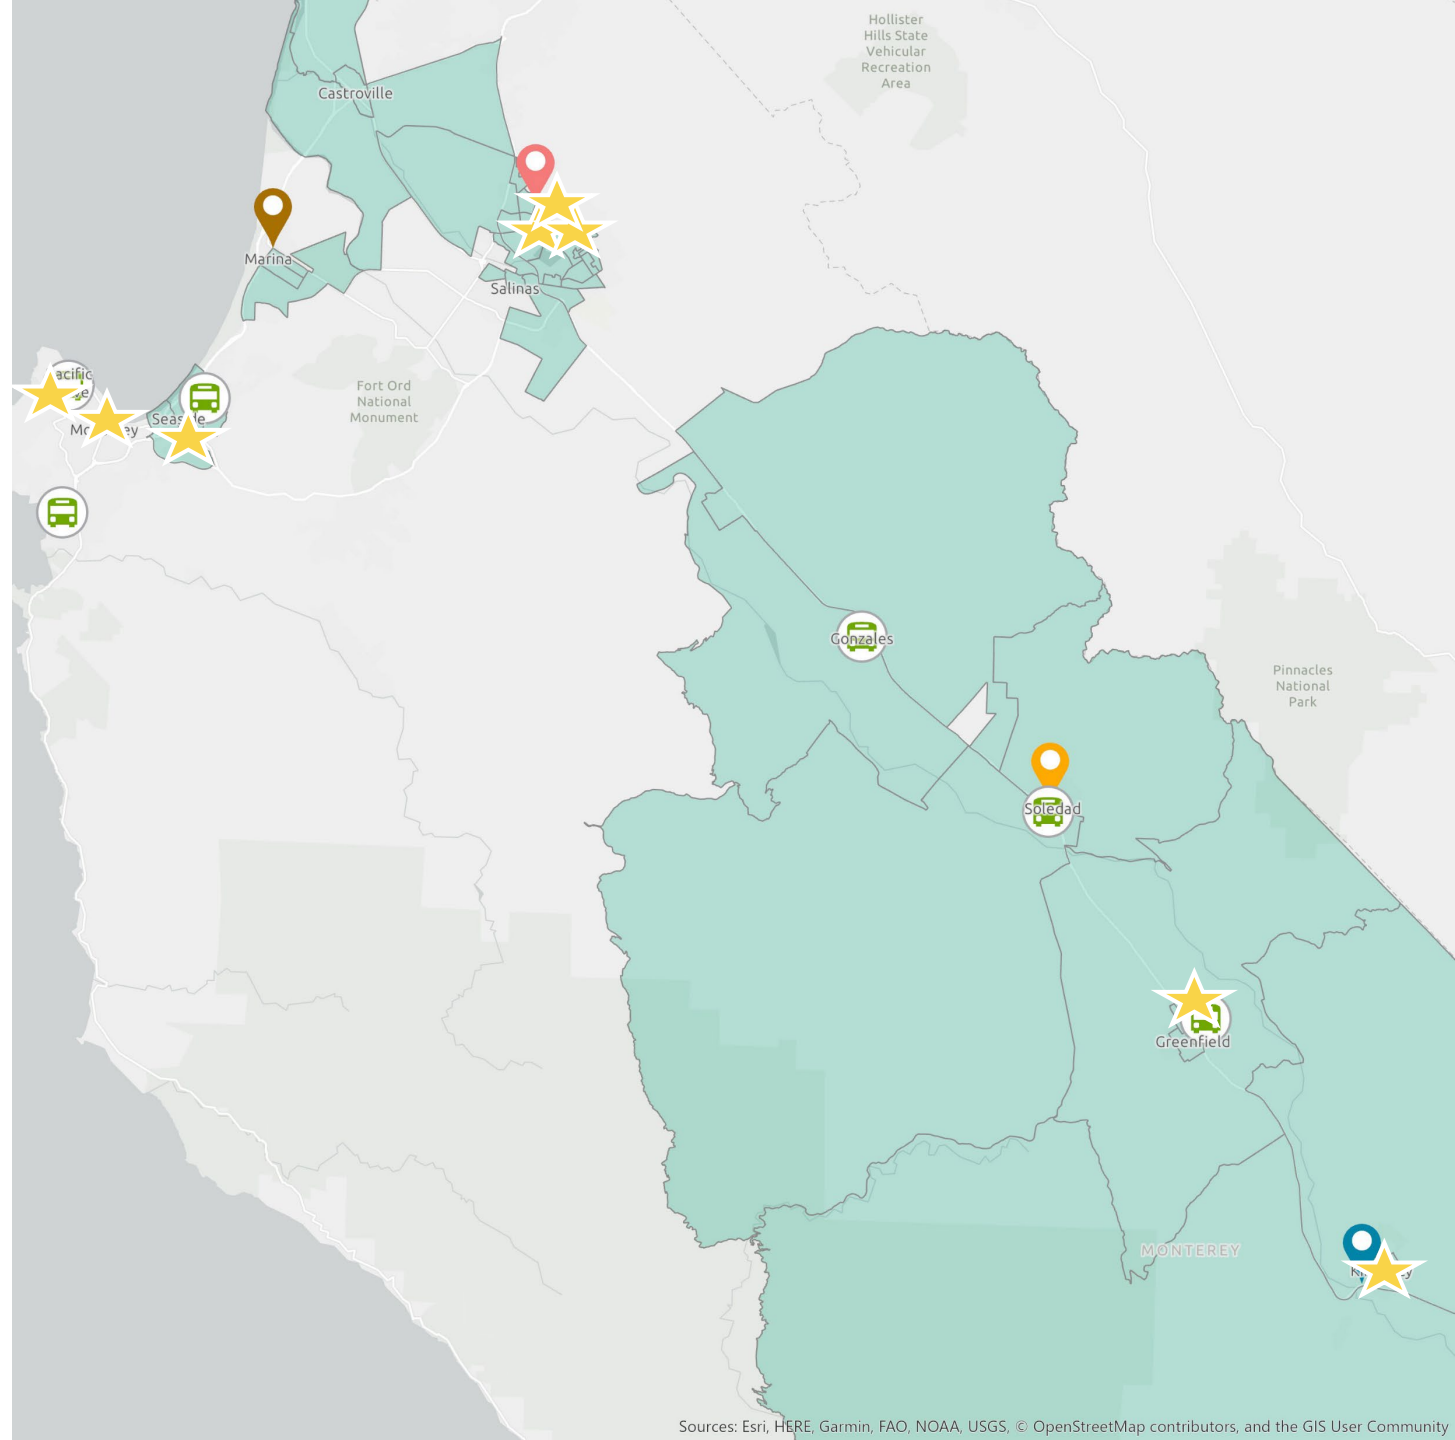 Hollister
Hills State
Vehicular
Recreation
Area
Castroville
Marina
Salinas
Fort Ord
National
Monument
Seaside
Gonzales
Pinnacles
National
Park
Soledad
Greenfield
MONTEREY
Sources: Esri, HERE, Garmin, FAO, NOAA, USGS, © OpenStreetMap contributors, and the GIS User Community